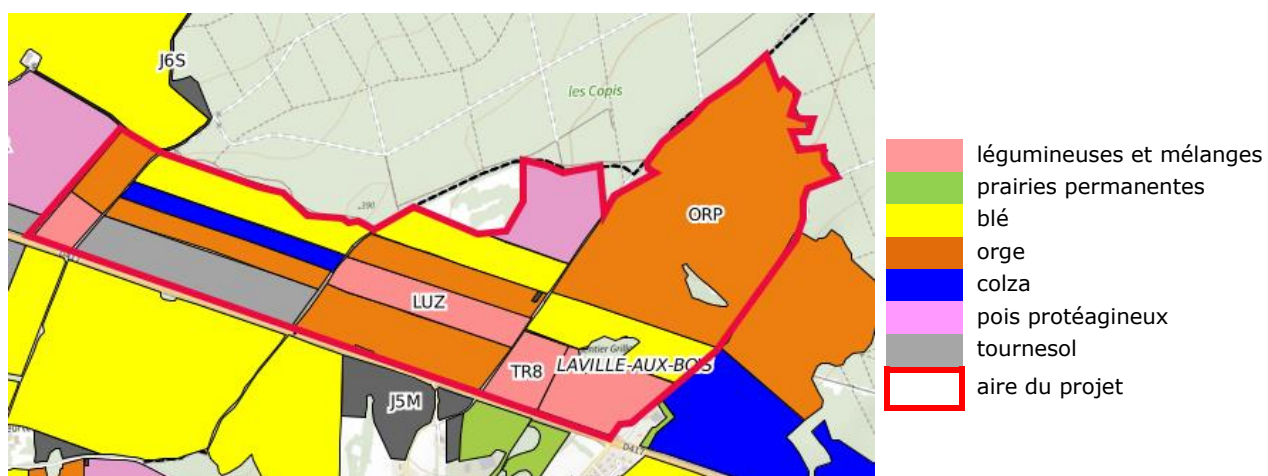 J6S
les Copis
390
ORP
LUZ
TR8
LAVILLE-AUX-BOIS
J5M
D417
légumineuses et mélanges
prairies permanentes
blé
orge
colza
pois protéagineux
tournesol
aire du projet